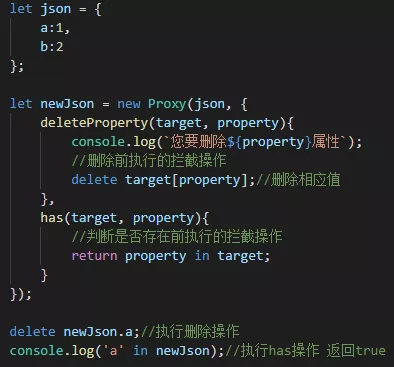 let json = {
    a:1,
    b:2
};
let newJson = new Proxy(json, {
    deleteProperty(target, property){
        console.log(`您要删除${property}属性`);
        //删除前执行的拦截操作
        delete target[property];//删除相应值
    },
    has(target, property){
        //判断是否存在前执行的拦截操作
        return property in target;
    }
});
delete newJson.a;//执行删除操作
console.log('a' in newJson);//执行has操作 返回true